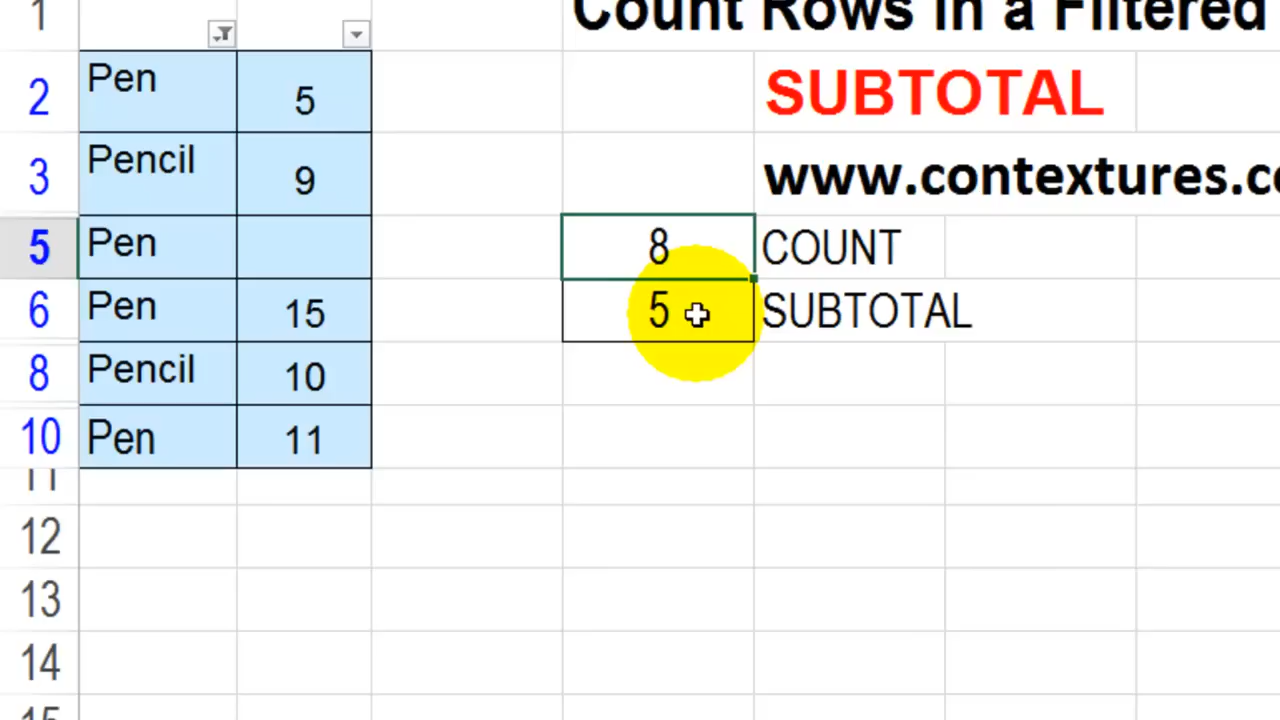 1 Count Rows in a Filtered
2 Pen 5 SUBTOTAL
3 Pencil 9 www.contextures.c
5 Pen 8 COUNT
6 Pen 15 5 SUBTOTAL
8 Pencil 10
10 Pen 11
11
12
13
14
15